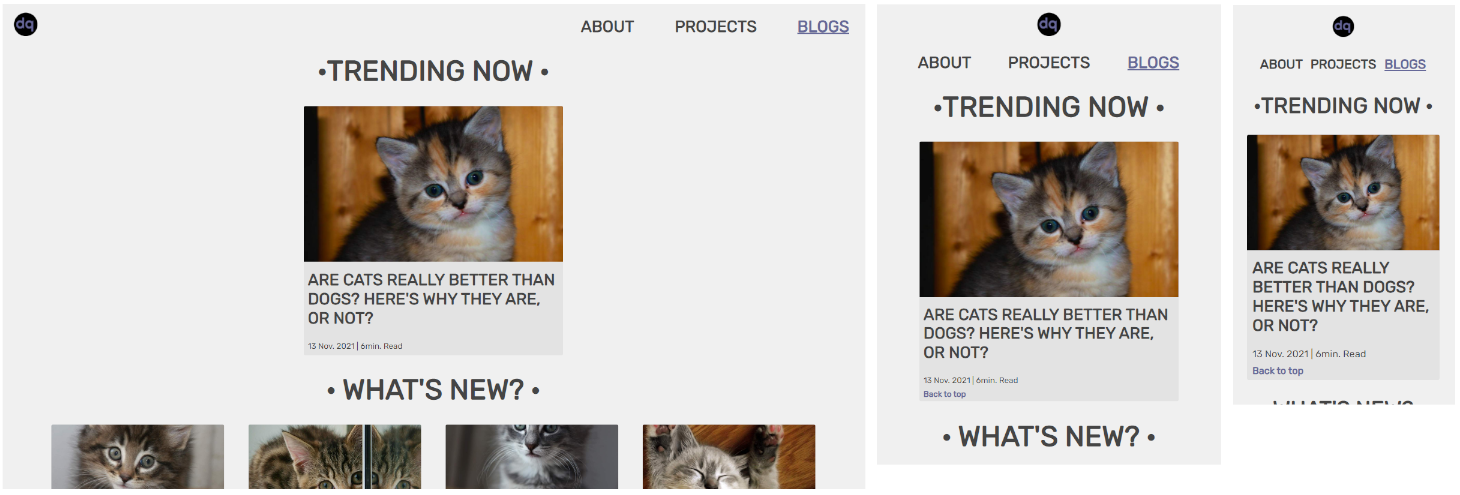 dq
ABOUT PROJECTS BLOGS
•TRENDING NOW •
ARE CATS REALLY BETTER THAN
DOGS? HERE'S WHY THEY ARE,
OR NOT?
13 Nov. 2021 | 6min. Read
• WHAT'S NEW? •
dq
ABOUT PROJECTS BLOGS
•TRENDING NOW •
ARE CATS REALLY BETTER THAN
DOGS? HERE'S WHY THEY ARE,
OR NOT?
13 Nov. 2021 | 6min. Read
Back to top
• WHAT'S NEW? •
dq
ABOUT PROJECTS BLOGS
•TRENDING NOW •
ARE CATS REALLY
BETTER THAN DOGS?
HERE'S WHY THEY ARE,
OR NOT?
13 Nov. 2021 | 6min. Read
Back to top